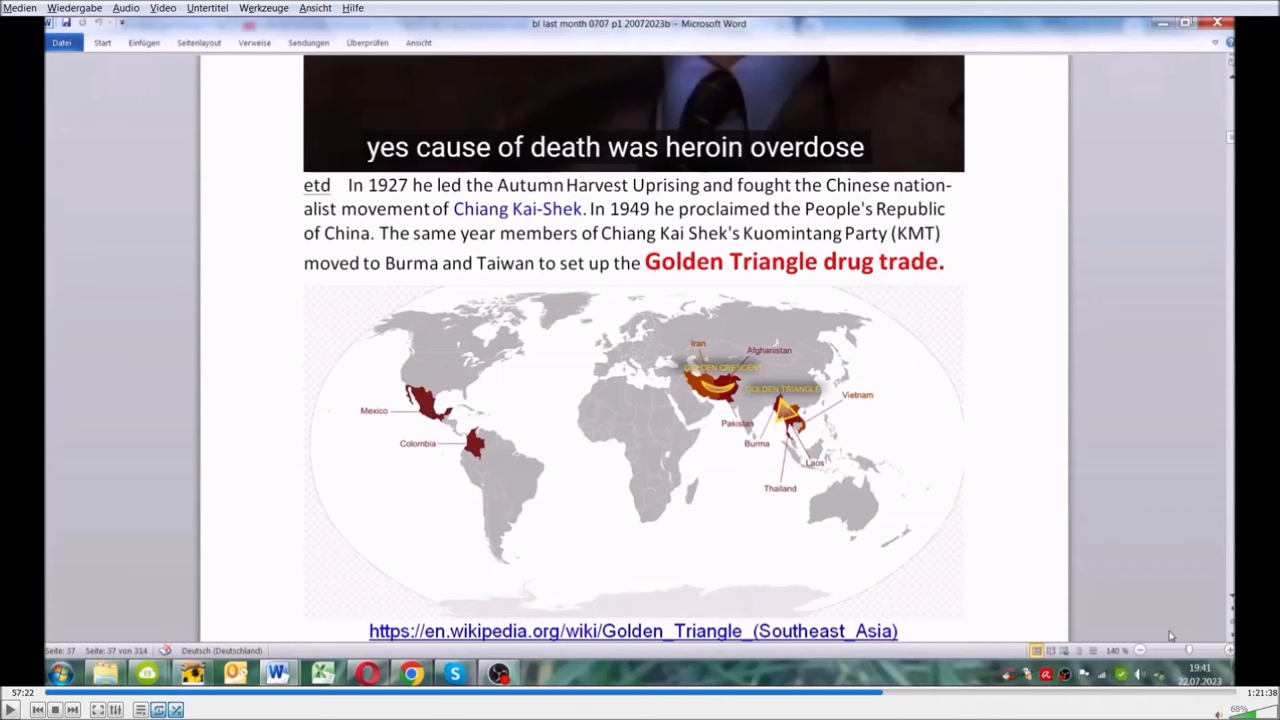 Medien Wiedergabe Audio Video Untertitel Werkzeuge Ansicht Hilfe
bl last month 0707 p1 20072023b - Microsoft Word
Datei Start Einfügen Seitenlayout Verweise Sendungen Überprüfen Ansicht
yes cause of death was heroin overdose
etd In 1927 he led the Autumn Harvest Uprising and fought the Chinese nation-
alist movement of Chiang Kai-Shek. In 1949 he proclaimed the People's Republic
of China. The same year members of Chiang Kai Shek's Kuomintang Party (KMT)
moved to Burma and Taiwan to set up the Golden Triangle drug trade.
Iran
Afghanistan
GOLDEN CRESCENT
GOLDEN TRIANGLE
Vietnam
Mexico
Pakistan
Colombia
Burma
Laos
Thailand
https://en.wikipedia.org/wiki/Golden_Triangle_(Southeast_Asia)
Seite: 37 Seite: 37 von 314 Deutsch (Deutschland) 140 %
19:41
22.07.2023
57:22 1:21:38
68%